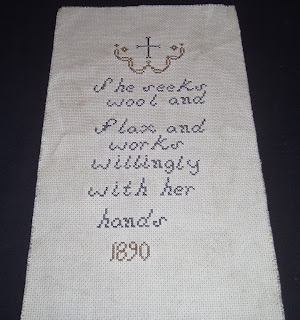 She seeks
wool and
flax and
works
willingly
with her
hands
1890